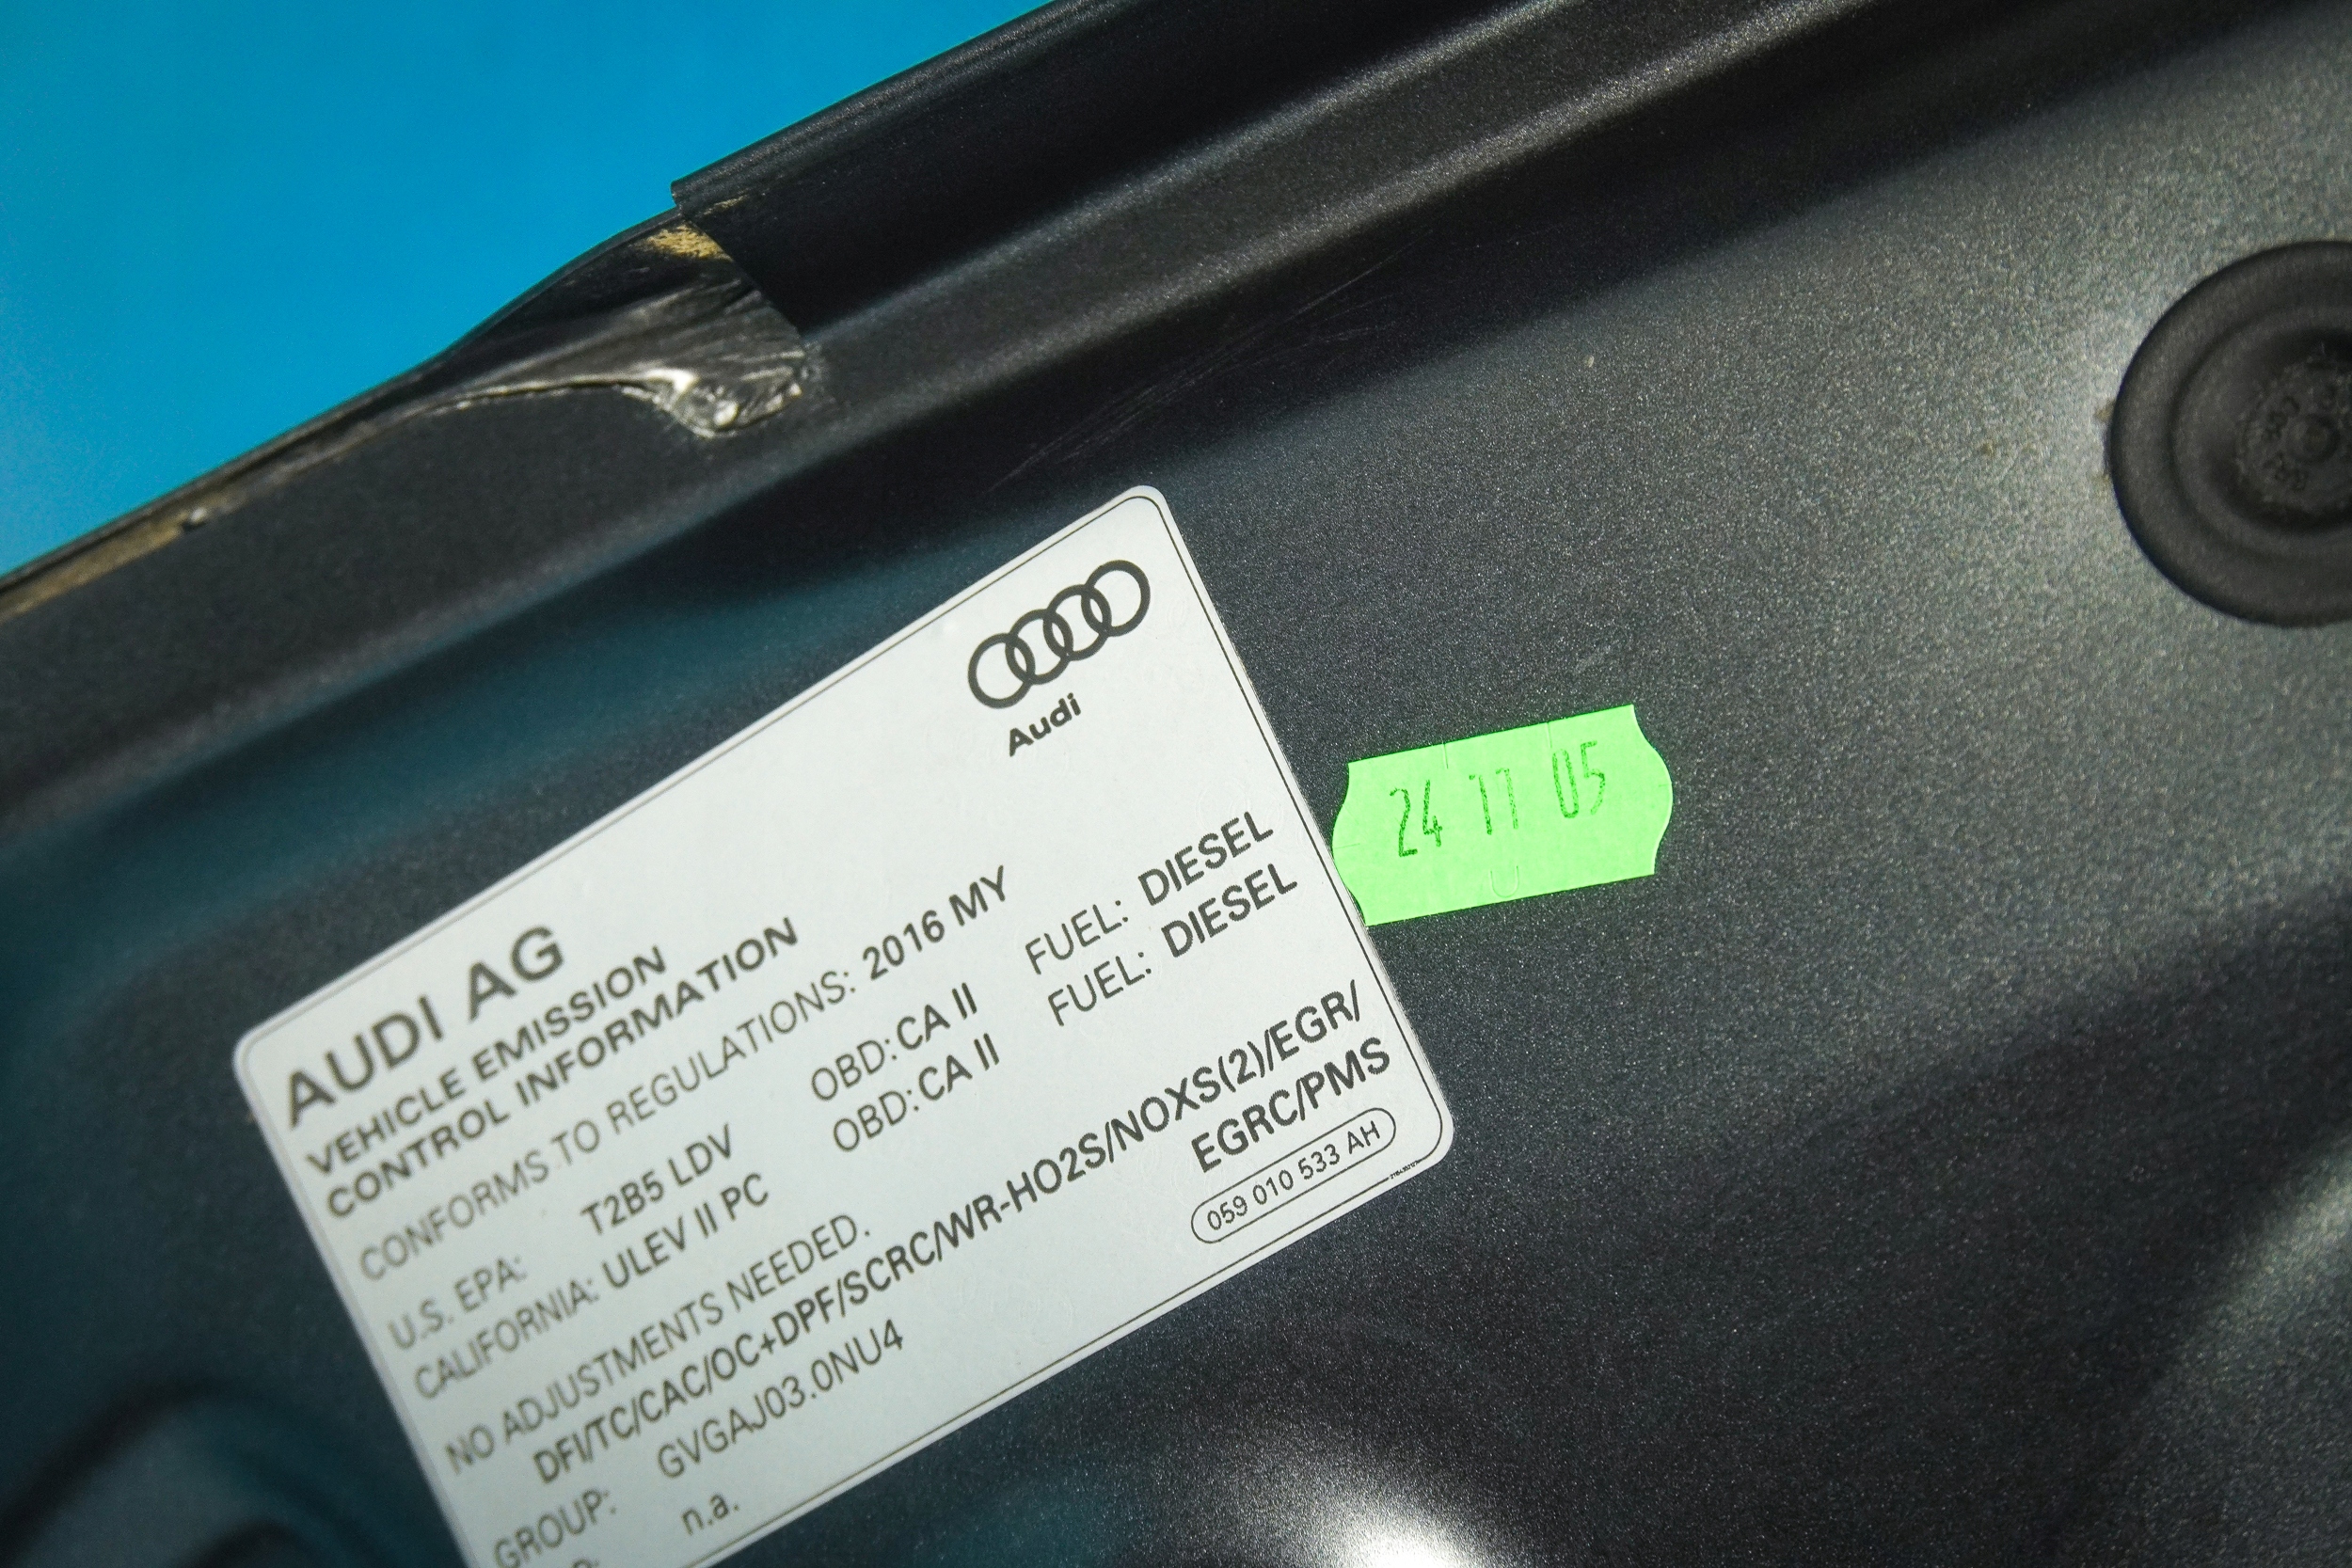 Audi
AUDI AG
VEHICLE EMISSION
CONTROL INFORMATION
CONFORMS TO REGULATIONS: 2016 MY
U.S. EPA: T2B5 LDV OBD: CA II FUEL: DIESEL
CALIFORNIA: ULEV II PC OBD: CA II FUEL: DIESEL
NO ADJUSTMENTS NEEDED.
DFI/TC/CAC/OC+DPF/SCRC/WR-HO2S/NOXS(2)/EGR/
EGRC/PMS
GROUP: GVGAJ03.0NU4
n.a.
059 010 533 AH
24 11 05